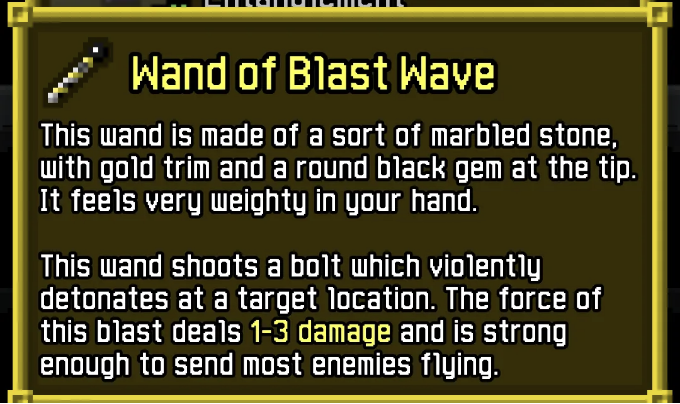 Entanglement
Wand of Blast Wave
This wand is made of a sort of marbled stone,
with gold trim and a round black gem at the tip.
It feels very weighty in your hand.
This wand shoots a bolt which violently
detonates at a target location. The force of
this blast deals 1-3 damage and is strong
enough to send most enemies flying.